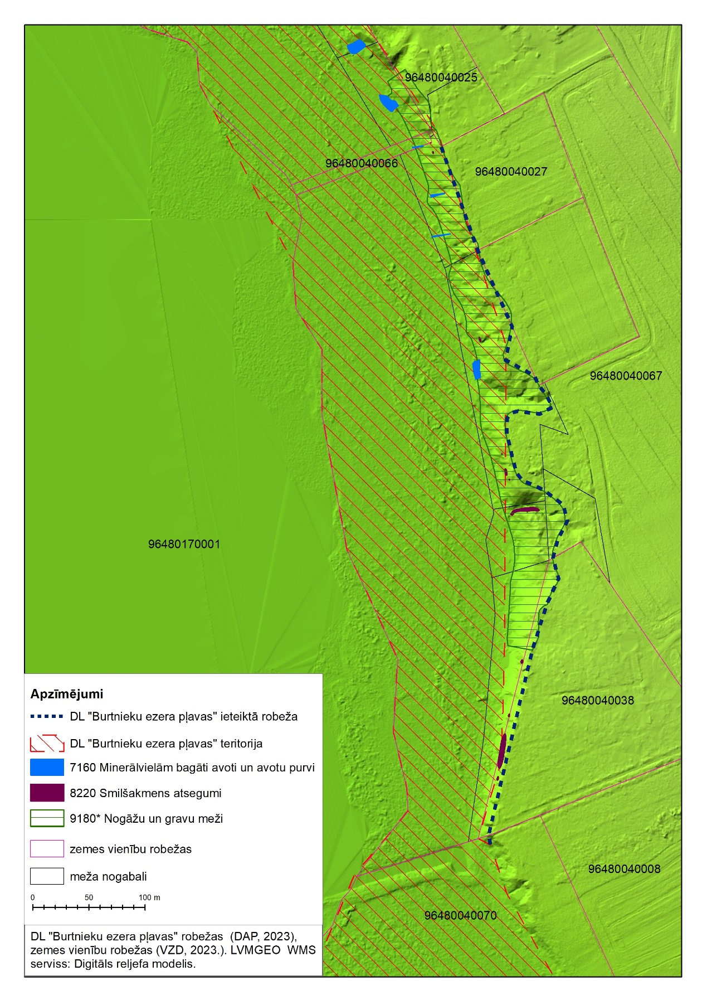 96480040025
96480040066
96480040027
96480040067
96480170001
96480040038
96480040008
96480040070
Apzīmējumi
DL "Burtnieku ezera pļavas" ieteiktā robeža
DL "Burtnieku ezera pļavas" teritorija
7160 Minerālvielām bagāti avoti un avotu purvi
8220 Smilšakmens atsegumi
9180* Nogāžu un gravu meži
zemes vienību robežas
meža nogabali
0 50 100 m
DL "Burtnieku ezera pļavas" robežas (DAP, 2023),
zemes vienību robežas (VZD, 2023.). LVMGEO WMS
serviss: Digitāls reljefa modelis.